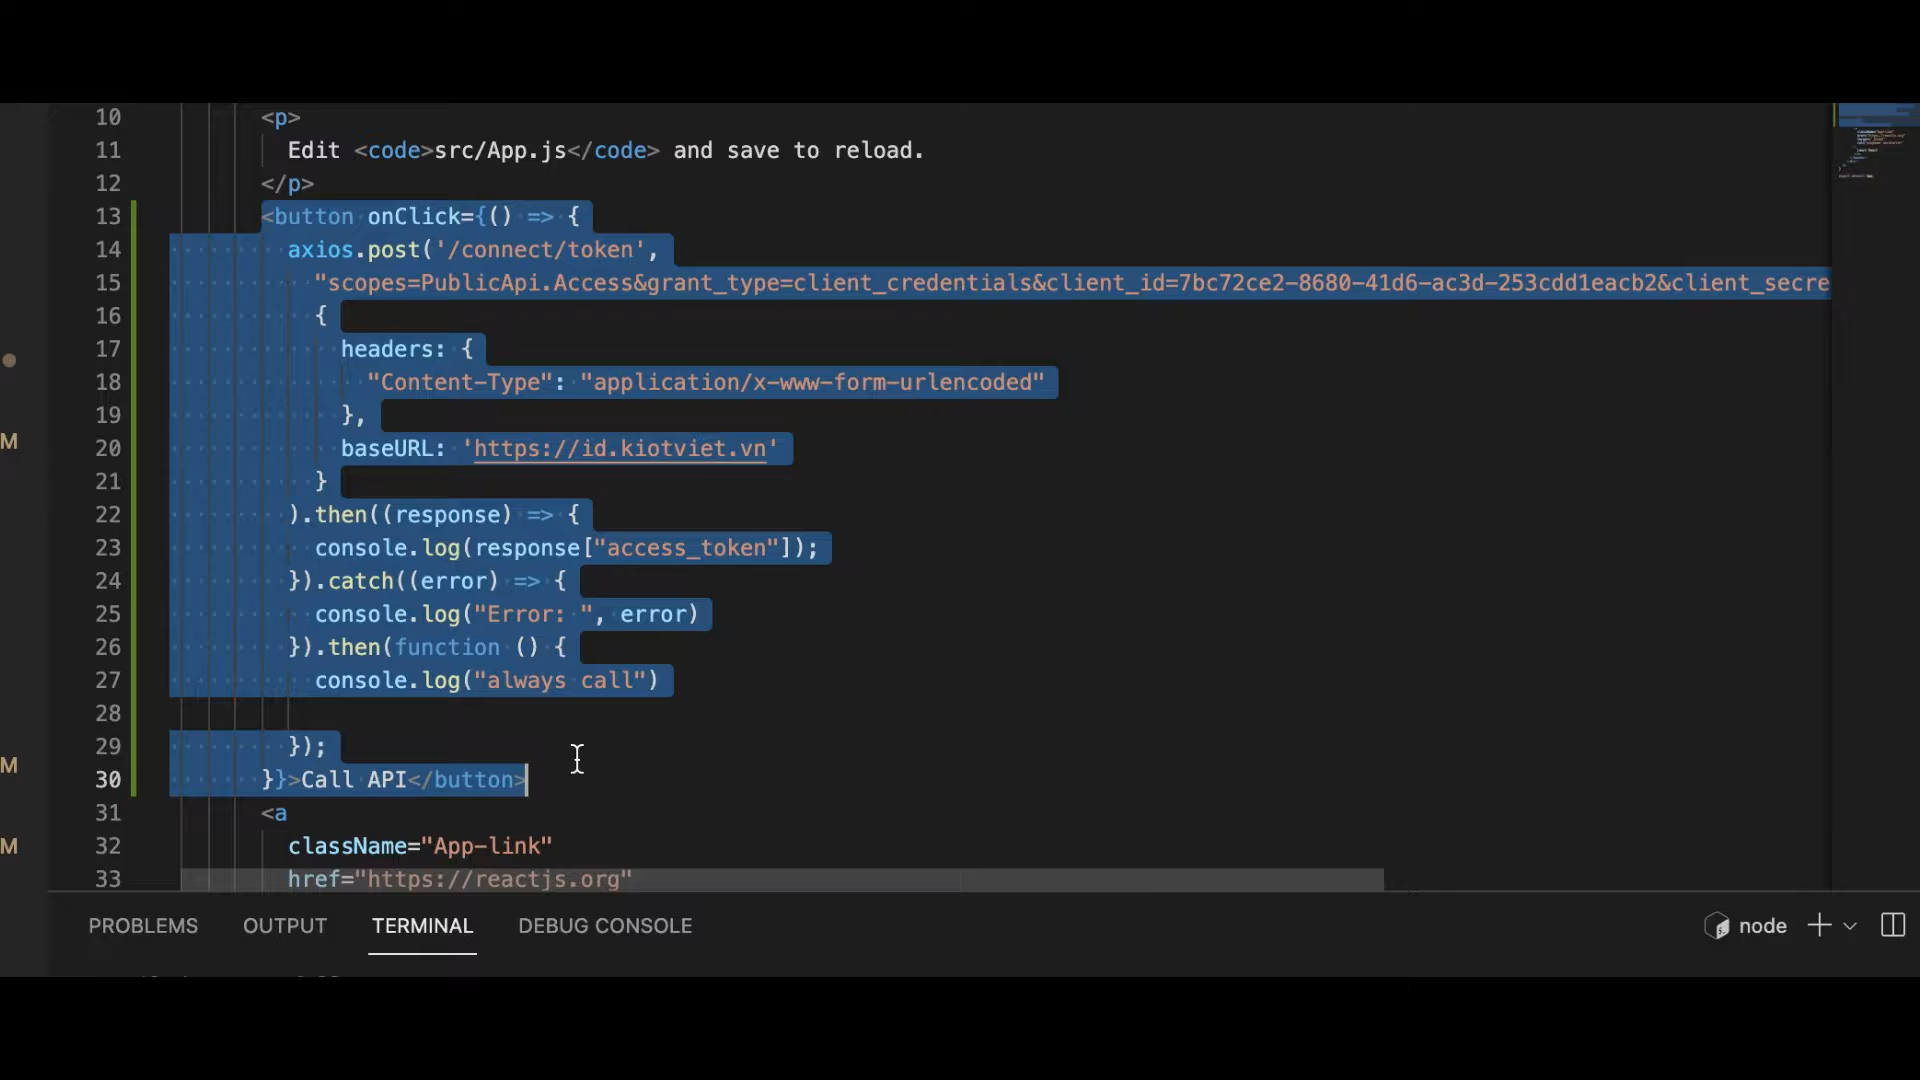 10 <p>
11 Edit <code>src/App.js</code> and save to reload.
12 </p>
13 <button onClick={() => {
14 axios.post('/connect/token',
15 "scopes=PublicApi.Access&grant_type=client_credentials&client_id=7bc72ce2-8680-41d6-ac3d-253cdd1eacb2&client_secre
16 {
17 headers: {
18 "Content-Type": "application/x-www-form-urlencoded"
19 },
20 baseURL: 'https://id.kiotviet.vn'
21 }
22 ).then((response) => {
23 console.log(response["access_token"]);
24 }).catch((error) => {
25 console.log("Error: ", error)
26 }).then(function () {
27 console.log("always call")
28
29 });
30 }}>Call API</button>
31 <a
32 className="App-link"
33 href="https://reactjs.org"
M
M
M
PROBLEMS OUTPUT TERMINAL DEBUG CONSOLE node